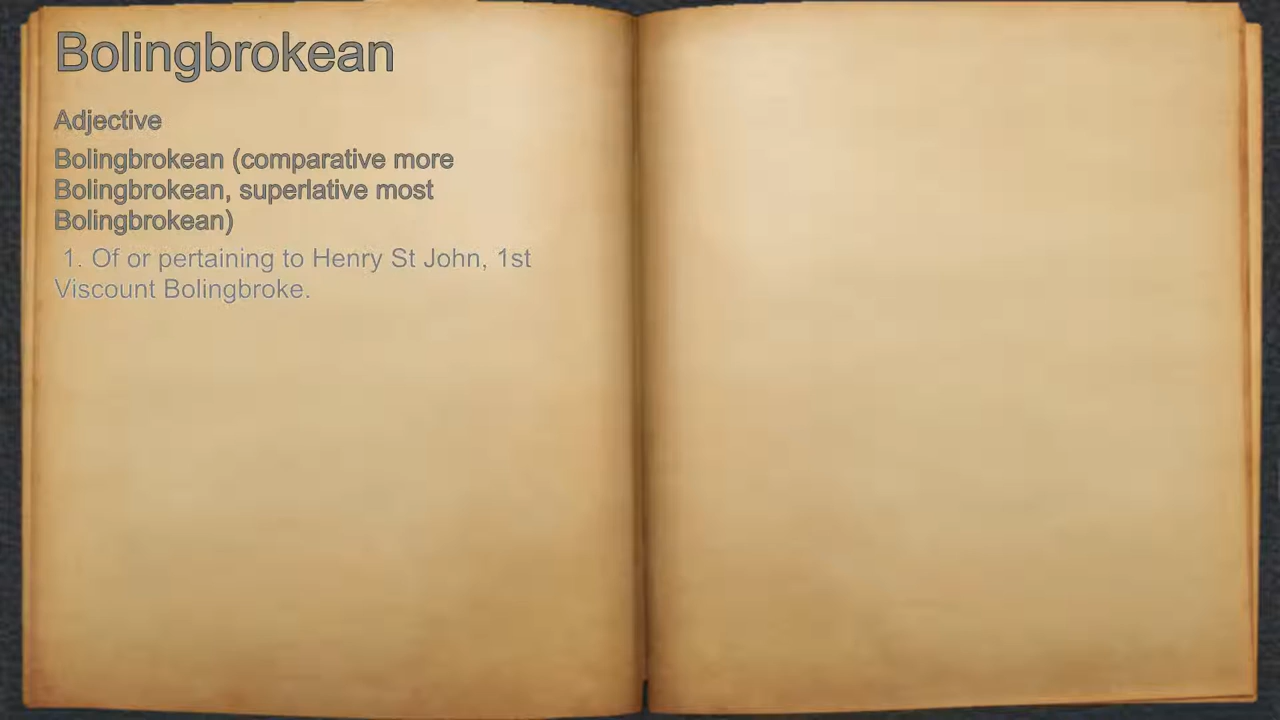 Bolingbrokean
Adjective
Bolingbrokean (comparative more
Bolingbrokean, superlative most
Bolingbrokean)
1. Of or pertaining to Henry St John, 1st
Viscount Bolingbroke.